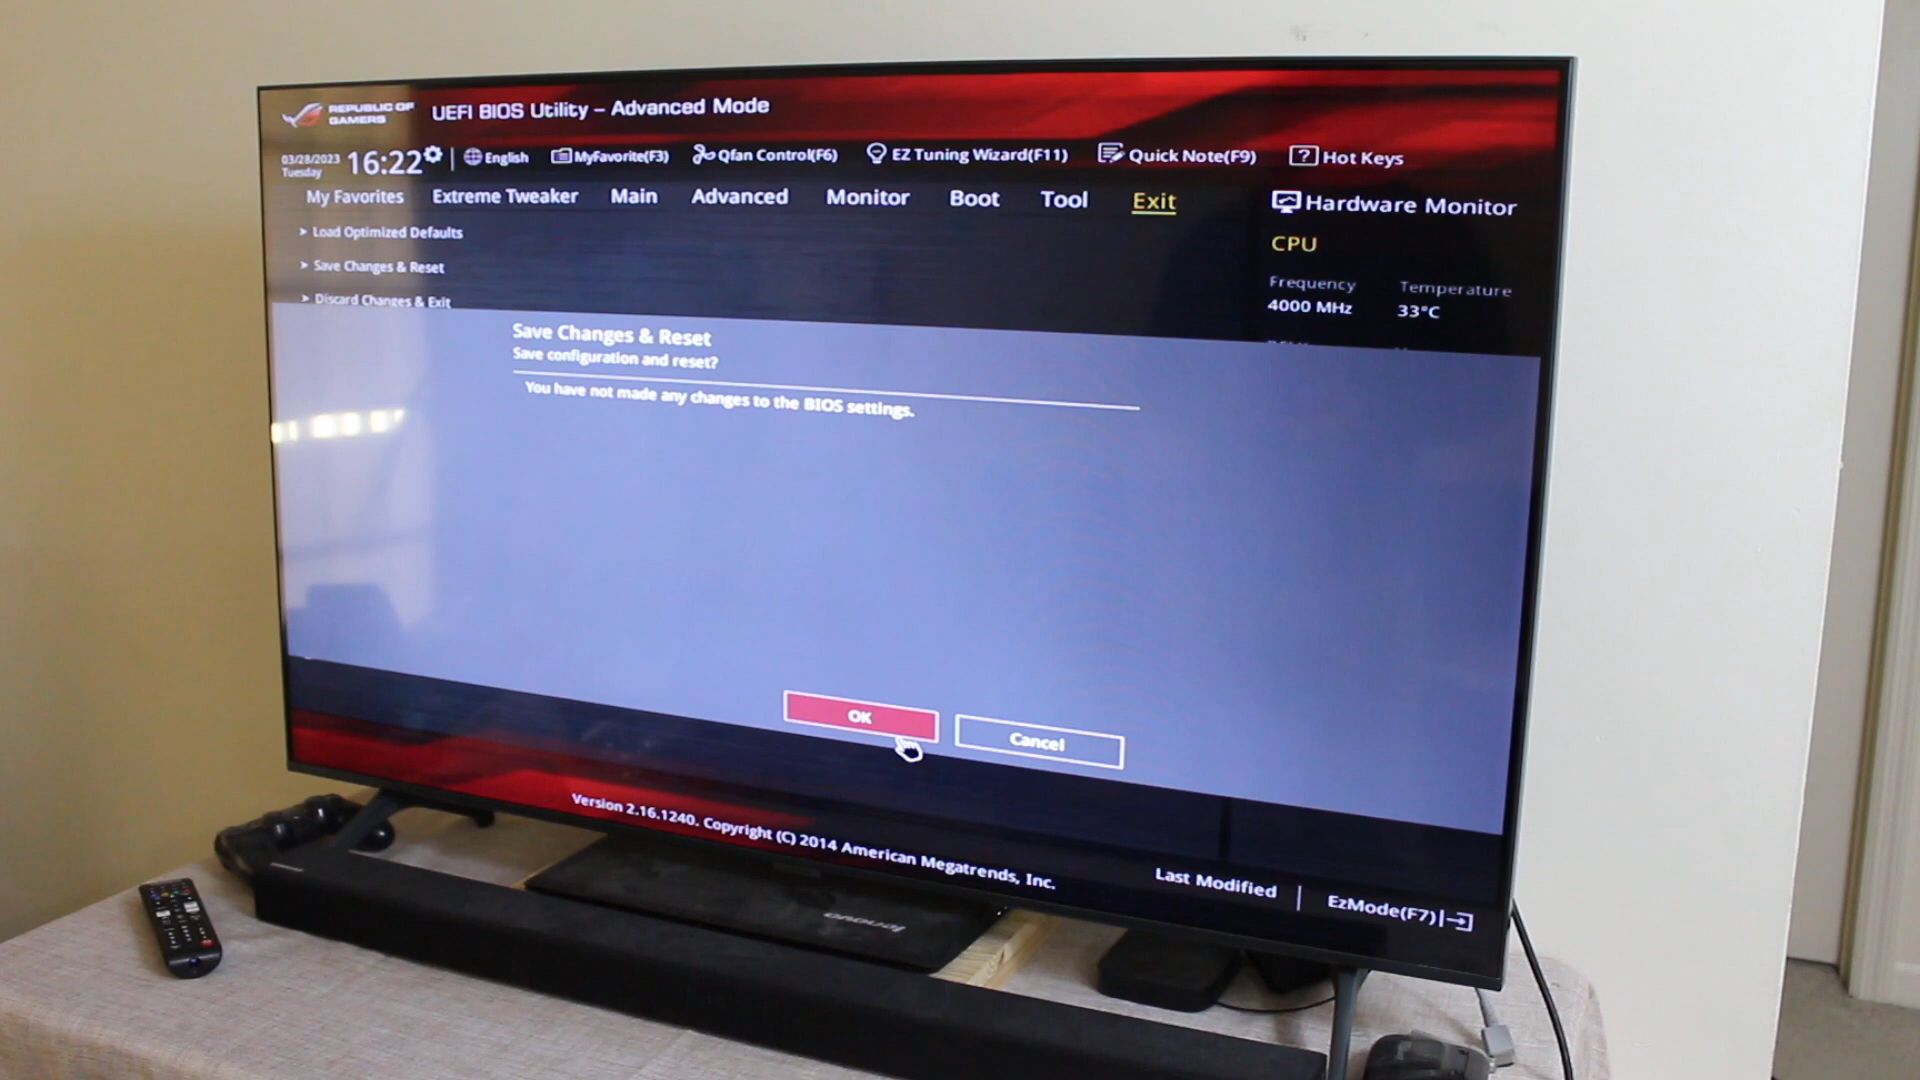 REPUBLIC OF
GAMERS
UEFI BIOS Utility – Advanced Mode
03/28/2023
Tuesday
16:22
English
MyFavorite(F3)
Qfan Control(F6)
EZ Tuning Wizard(F11)
Quick Note(F9)
? Hot Keys
My Favorites
Extreme Tweaker
Main
Advanced
Monitor
Boot
Tool
Exit
Hardware Monitor
> Load Optimized Defaults
> Save Changes & Reset
> Discard Changes & Exit
CPU
Frequency
Temperature
4000 MHz
33°C
Save Changes & Reset
Save configuration and reset?
You have not made any changes to the BIOS settings.
OK
Cancel
Version 2.16.1240. Copyright (C) 2014 American Megatrends, Inc.
Last Modified
EzMode(F7)
lenovo